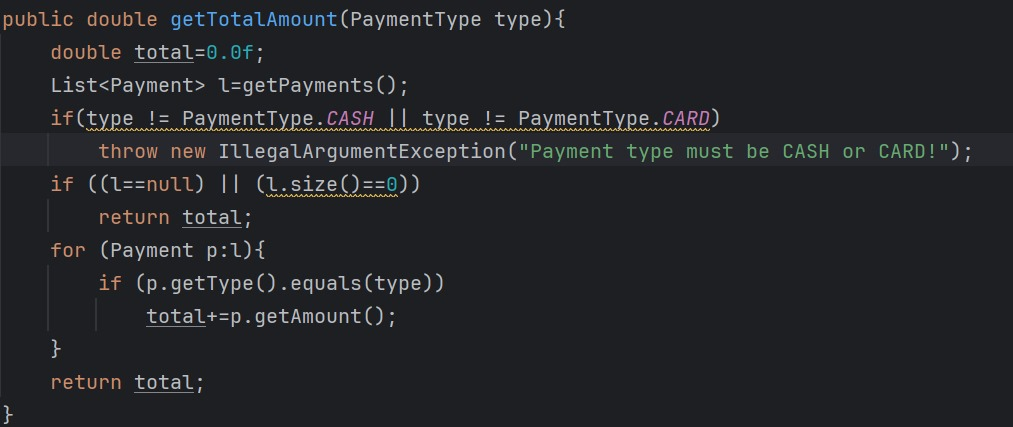 public double getTotalAmount(PaymentType type){
    double total=0.0f;
    List<Payment> l=getPayments();
    if(type != PaymentType.CASH || type != PaymentType.CARD)
        throw new IllegalArgumentException("Payment type must be CASH or CARD!");
    if ((l==null) || (l.size()==0))
        return total;
    for (Payment p:l){
        if (p.getType().equals(type))
            total+=p.getAmount();
    }
    return total;
}